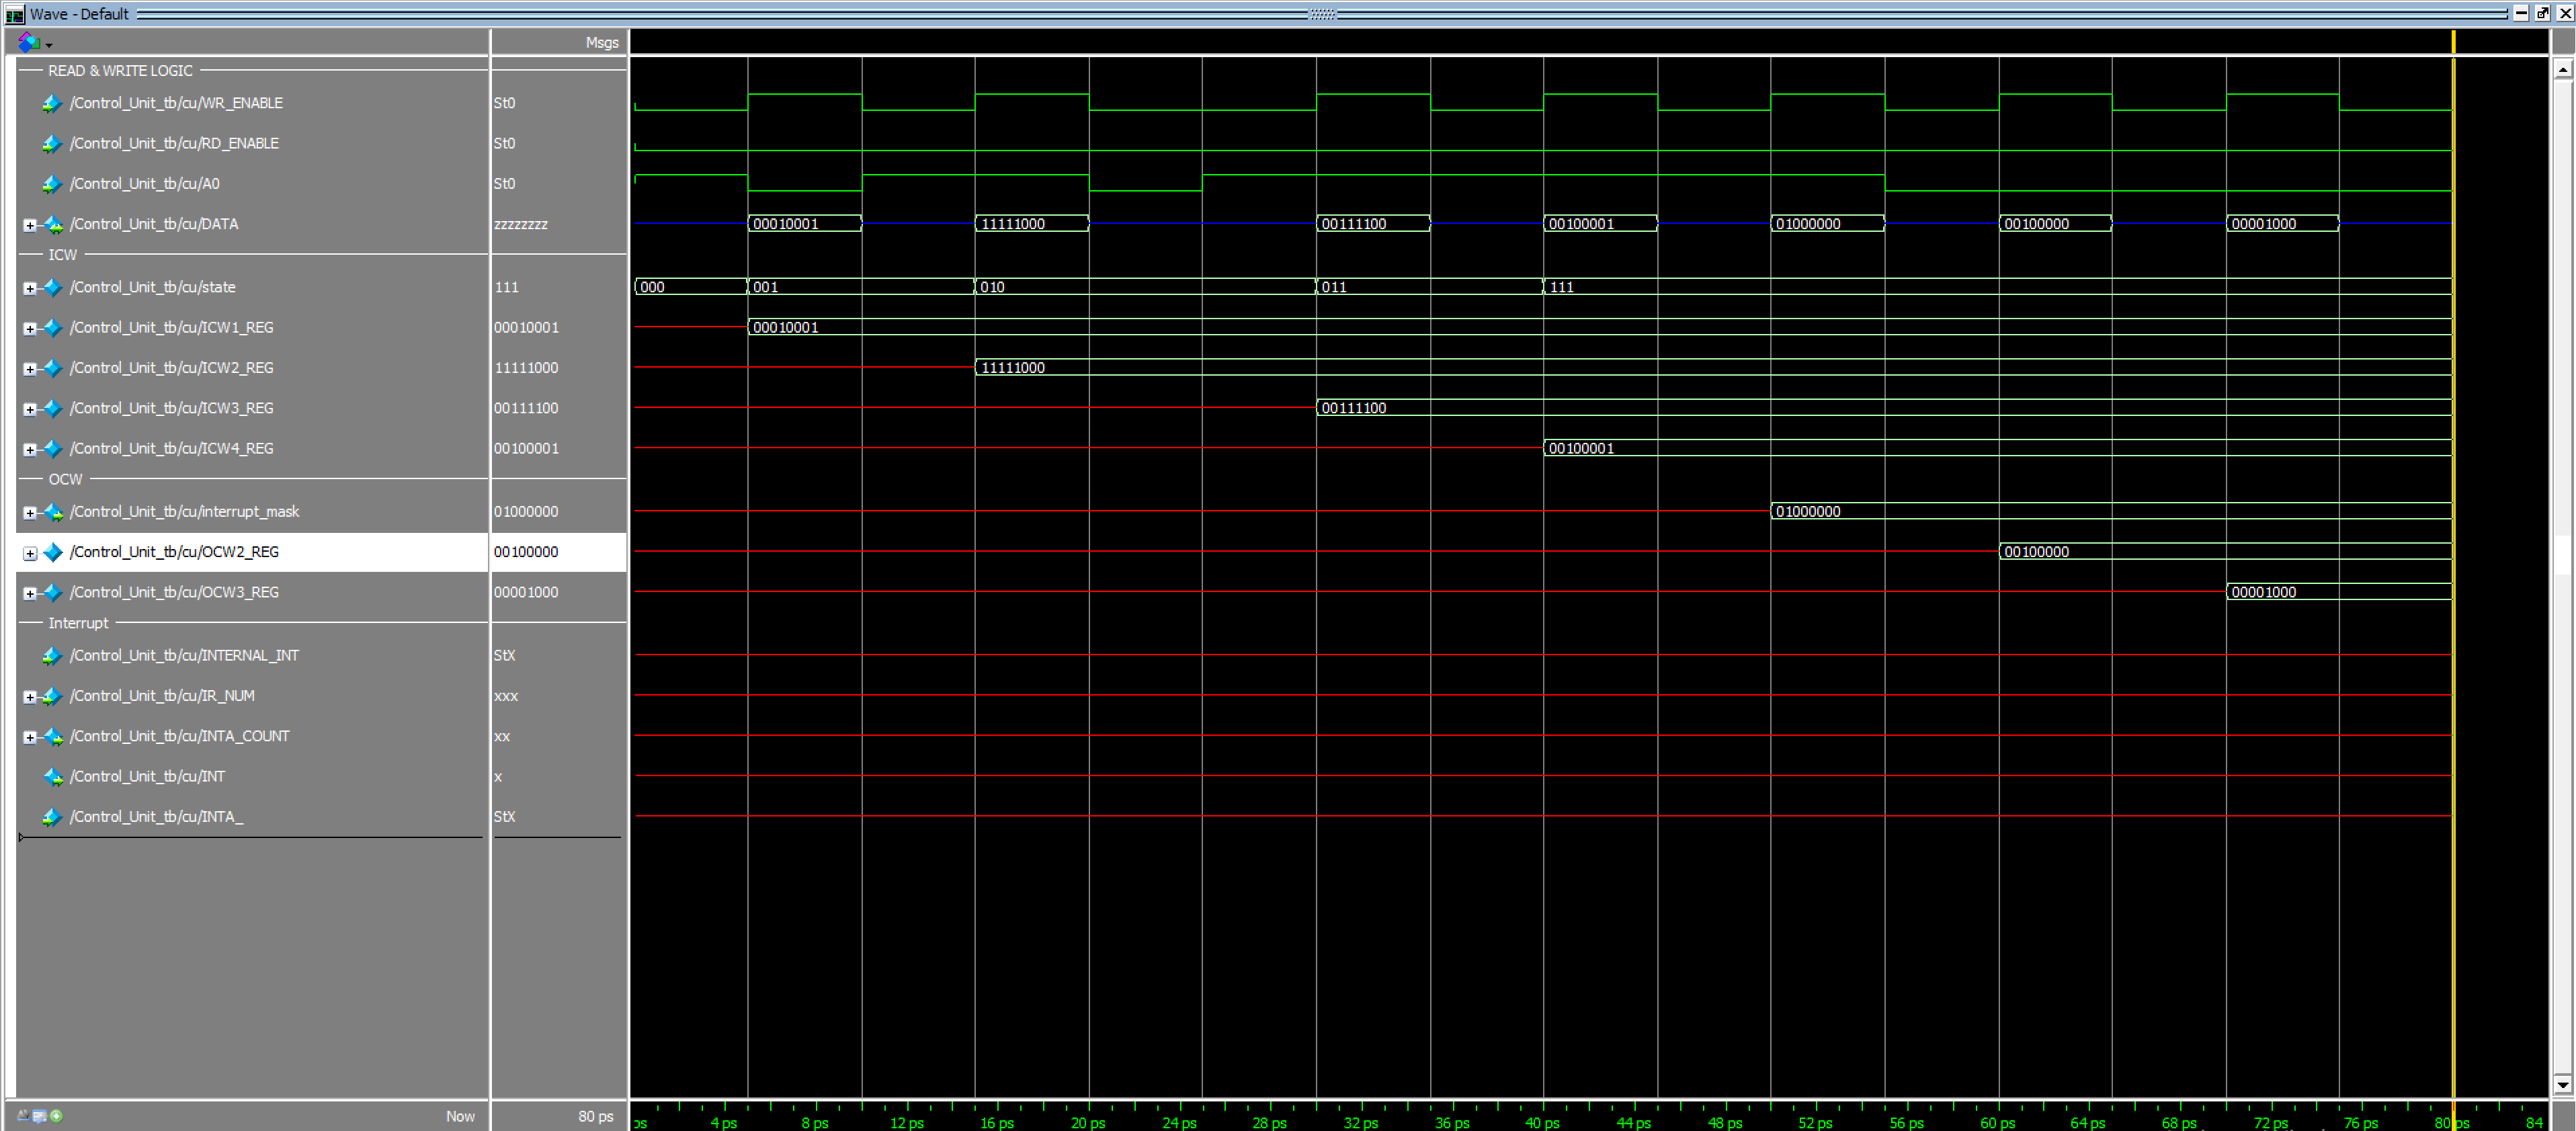 Wave - Default
Msgs
READ & WRITE LOGIC
/Control_Unit_tb/cu/WR_ENABLE St0
/Control_Unit_tb/cu/RD_ENABLE St0
/Control_Unit_tb/cu/A0 St0
/Control_Unit_tb/cu/DATA zzzzzzzz 00010001 11111000 00111100 00100001 01000000 00100000 00001000
ICW
/Control_Unit_tb/cu/state 111 000 001 010 011 111
/Control_Unit_tb/cu/ICW1_REG 00010001 00010001
/Control_Unit_tb/cu/ICW2_REG 11111000 11111000
/Control_Unit_tb/cu/ICW3_REG 00111100 00111100
/Control_Unit_tb/cu/ICW4_REG 00100001 00100001
OCW
/Control_Unit_tb/cu/interrupt_mask 01000000 01000000
/Control_Unit_tb/cu/OCW2_REG 00100000 00100000
/Control_Unit_tb/cu/OCW3_REG 00001000 00001000
Interrupt
/Control_Unit_tb/cu/INTERNAL_INT StX
/Control_Unit_tb/cu/IR_NUM xxx
/Control_Unit_tb/cu/INTA_COUNT xx
/Control_Unit_tb/cu/INT x
/Control_Unit_tb/cu/INTA_ StX
Now 80 ps ps 4 ps 8 ps 12 ps 16 ps 20 ps 24 ps 28 ps 32 ps 36 ps 40 ps 44 ps 48 ps 52 ps 56 ps 60 ps 64 ps 68 ps 72 ps 76 ps 80 ps 84